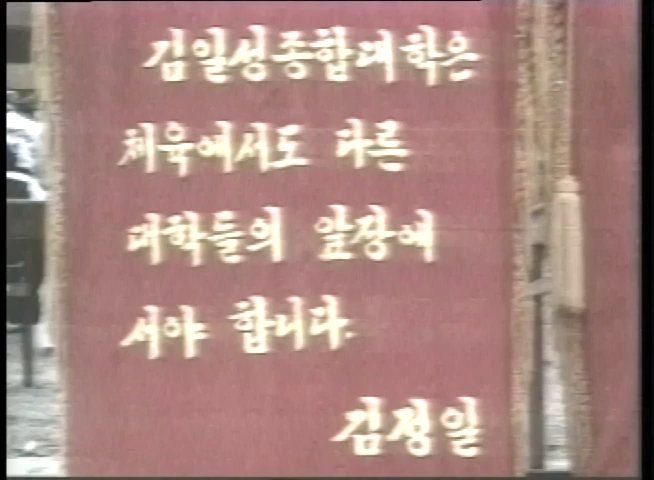 김일성종합대학은
체육에서도 다른
대학들의 앞장에
서야 합니다.
김정일